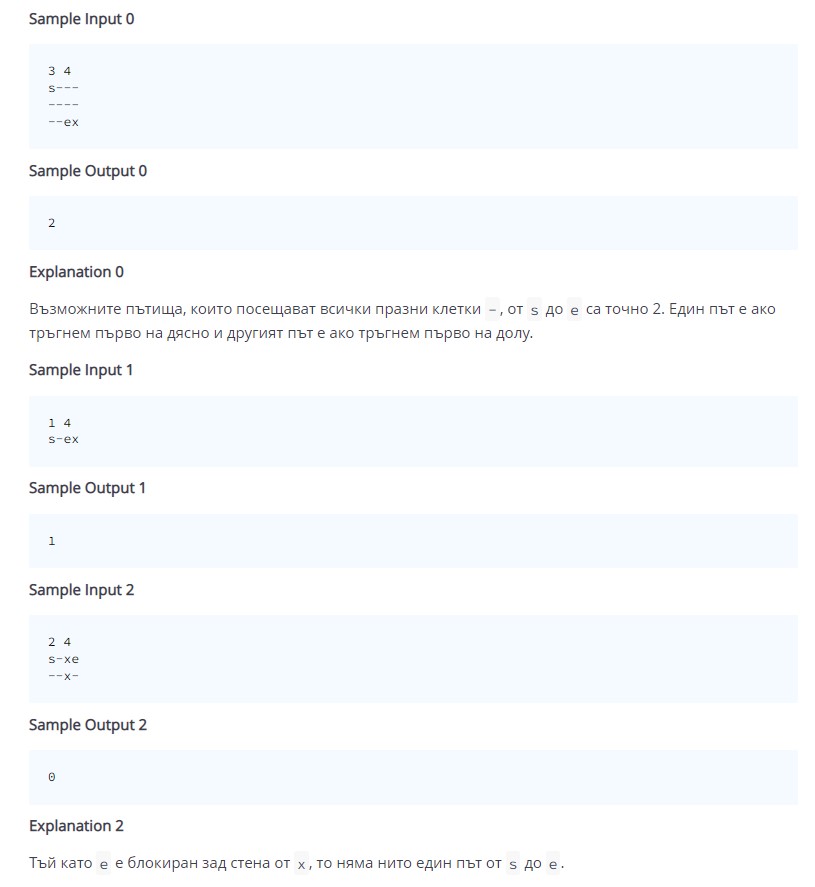 Sample Input 0
3 4
s---
----
--ex
Sample Output 0
2
Explanation 0
Възможните пътища, които посещават всички празни клетки -, от s до e са точно 2. Един път е ако
тръгнем първо на дясно и другият път е ако тръгнем първо на долу.
Sample Input 1
1 4
s-ex
Sample Output 1
1
Sample Input 2
2 4
s-xe
--x-
Sample Output 2
0
Explanation 2
Тъй като e е блокиран зад стена от x, то няма нито един път от s до e.